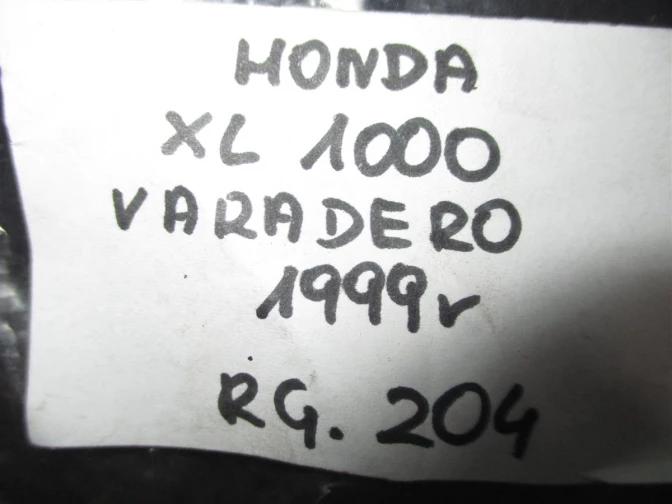 HONDA
XL 1000
VARADERO
1999r
RG. 204